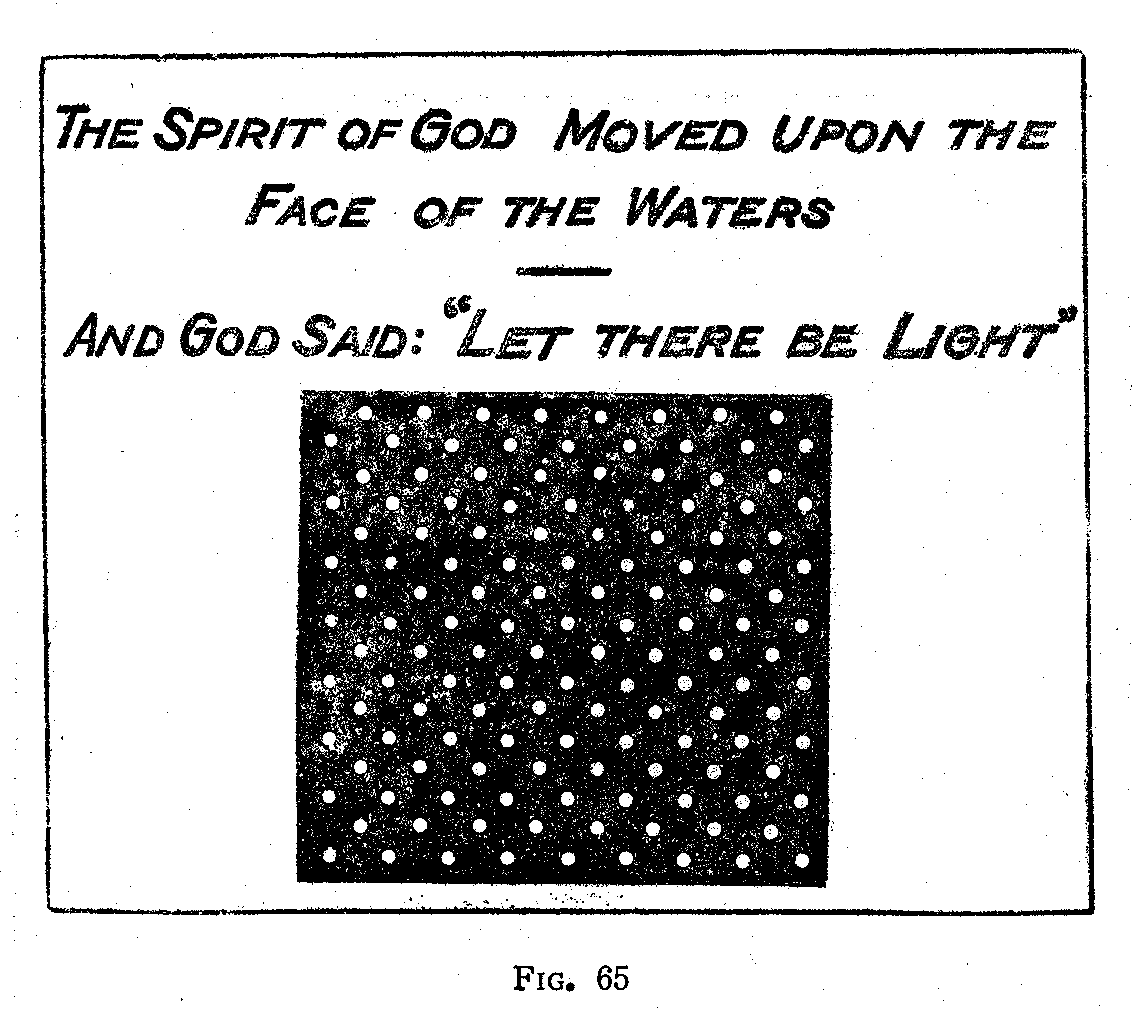 THE SPIRIT OF GOD MOVED UPON THE
FACE OF THE WATERS
AND GOD SAID: "LET THERE BE LIGHT"
FIG. 65